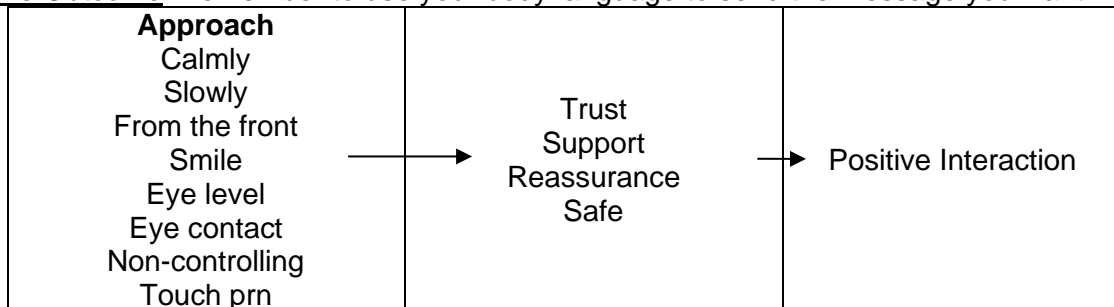 Approach
Calmly
Slowly
From the front
Smile
Eye level
Eye contact
Non-controlling
Touch prn
Trust
Support
Reassurance
Safe
Positive Interaction